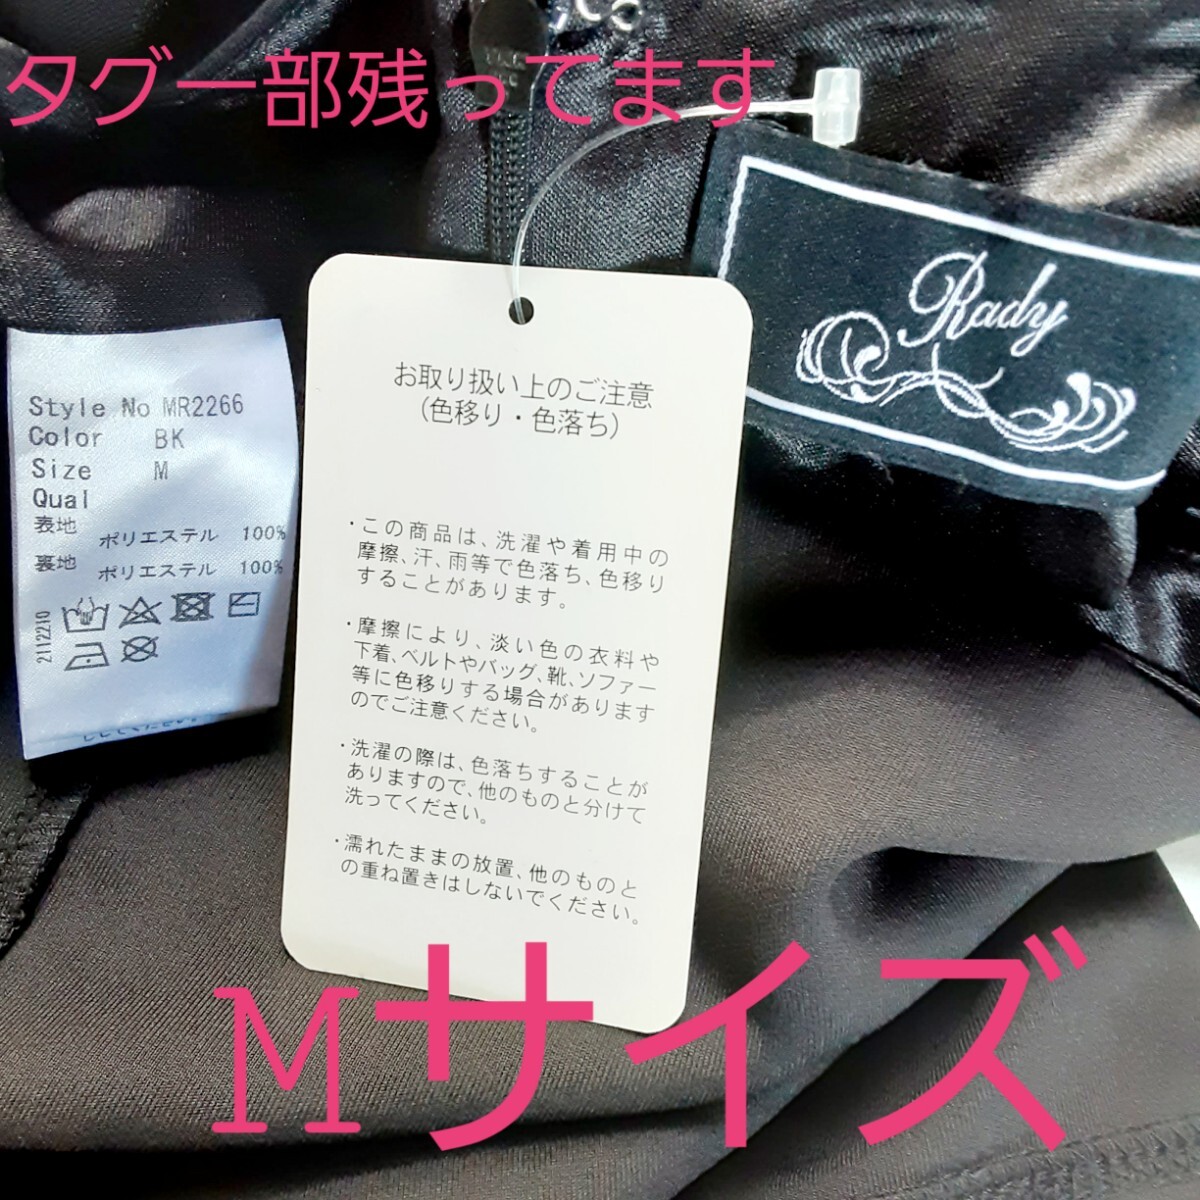 タグ一部残ってます
Rady
Style No MR2266
Color BK
Size M
Qual
表地 ポリエステル 100%
裏地 ポリエステル 100%
2112210
お取り扱い上のご注意
(色移り・色落ち)
・この商品は、洗濯や着用中の
摩擦、汗、雨等で色落ち、色移り
することがあります。
・摩擦により、淡い色の衣料や
下着、ベルトやバッグ、靴、ソファー
等に色移りする場合があります
のでご注意ください。
・洗濯の際は、色落ちすることが
ありますので、他のものと分けて
洗ってください。
・濡れたままの放置、他のものと
の重ね置きはしないでください。
Mサイズ